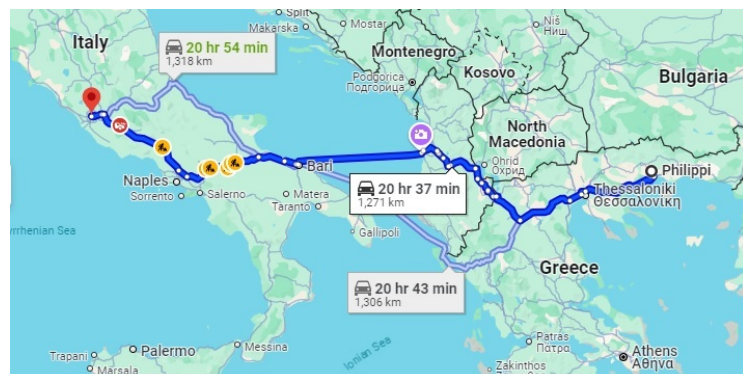 Split
Makarska
Mostar
Niš
Ниш
Italy
20 hr 54 min
1,318 km
Montenegro
Podgorica
Подгорица
Kosovo
Bulgaria
North
Macedonia
Ohrid
Охрид
Bari
Philippi
Naples
Salerno
Sorrento
Matera
Taranto
20 hr 37 min
1,271 km
Thessaloniki
Θεσσαλονίκη
Gallipoli
Greece
20 hr 43 min
1,306 km
Ionian Sea
Trapani
Palermo
Messina
Marsala
Patras
Πάτρα
Zakinthos
Athens
Αθήνα